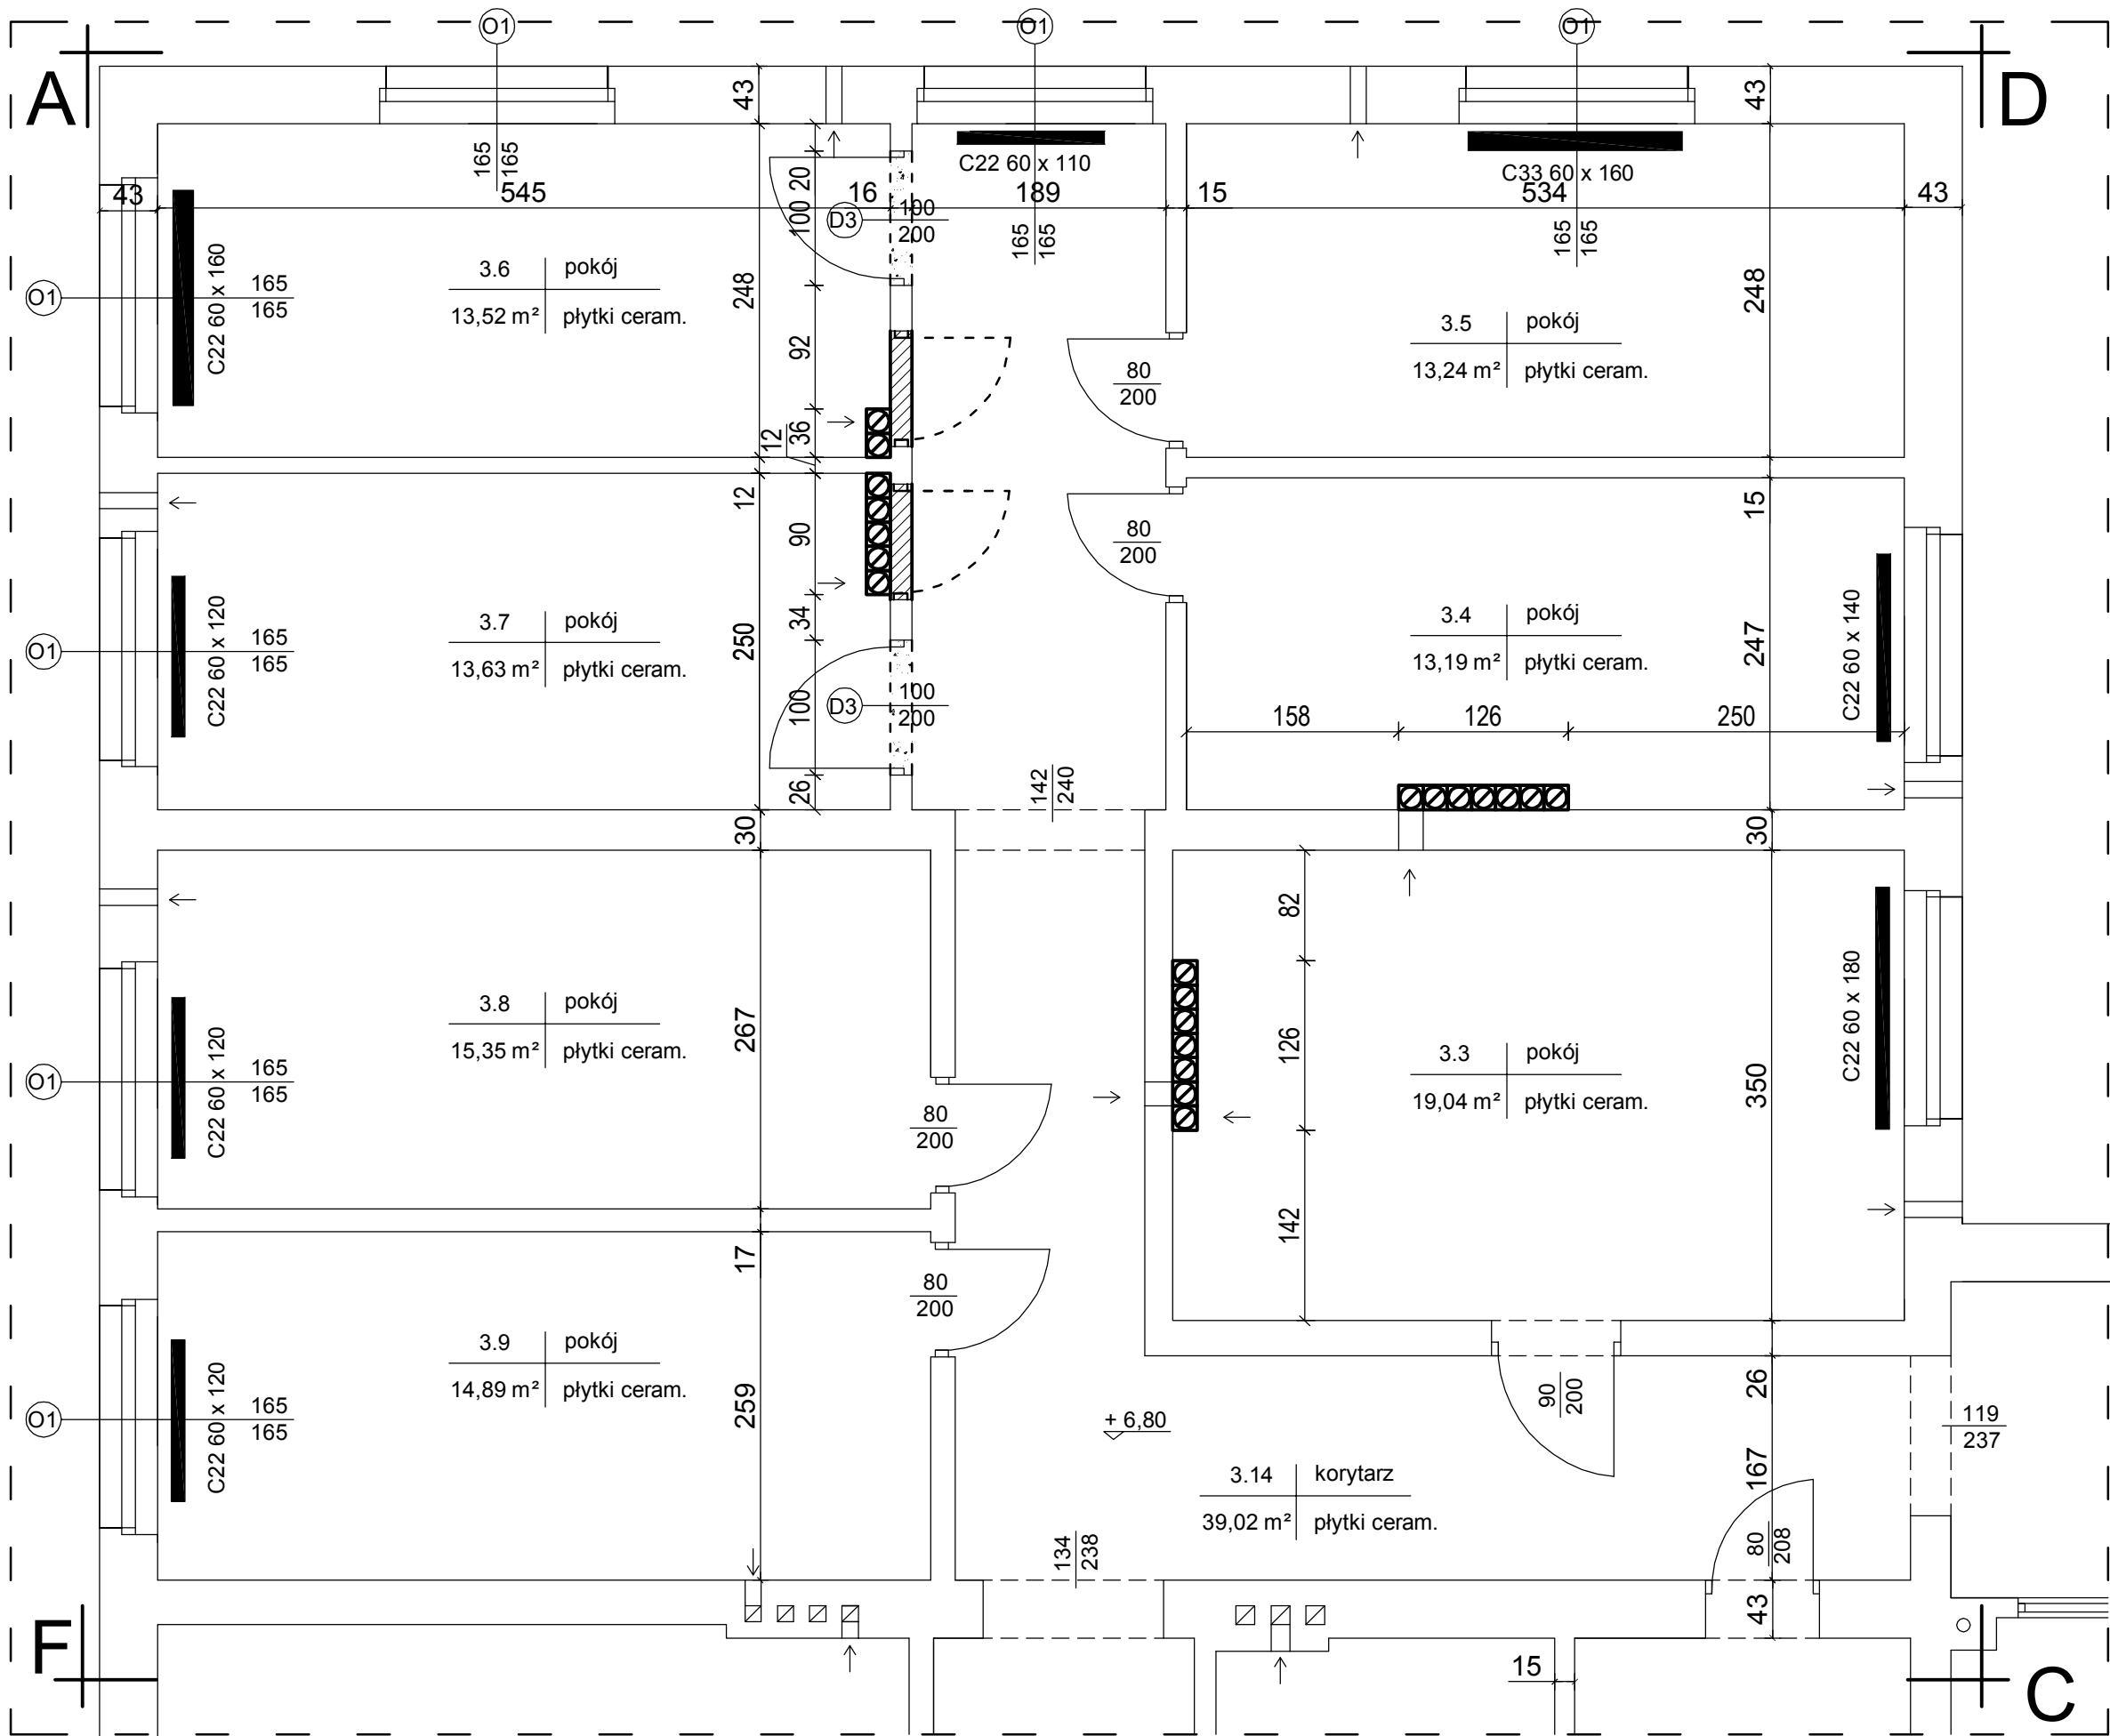 O1 O1 O1
A D
43 43
165 165
C22 60 x 110
C33 60 x 160
43 545 16 189 15 534 43
20
100
D3 100 200
165 165
165 165
O1
C22 60 x 160
165
165
3.6 pokój
13,52 m² płytki ceram.
248
92
36
12
80
200
3.5 pokój
13,24 m² płytki ceram.
248
12
90
80
200
15
O1
C22 60 x 120
165
165
3.7 pokój
13,63 m² płytki ceram.
250
34
100
D3 100 200
26
3.4 pokój
13,19 m² płytki ceram.
247
C22 60 x 140
158 126 250
142 240
30 30
82
O1
C22 60 x 120
165
165
3.8 pokój
15,35 m² płytki ceram.
267
126
3.3 pokój
19,04 m² płytki ceram.
350
C22 60 x 180
80
200
142
17
80
200
O1
C22 60 x 120
165
165
3.9 pokój
14,89 m² płytki ceram.
259
+ 6,80
90 200
26
119
237
3.14 korytarz
39,02 m² płytki ceram.
167
134 238
80 208
43
15
F C